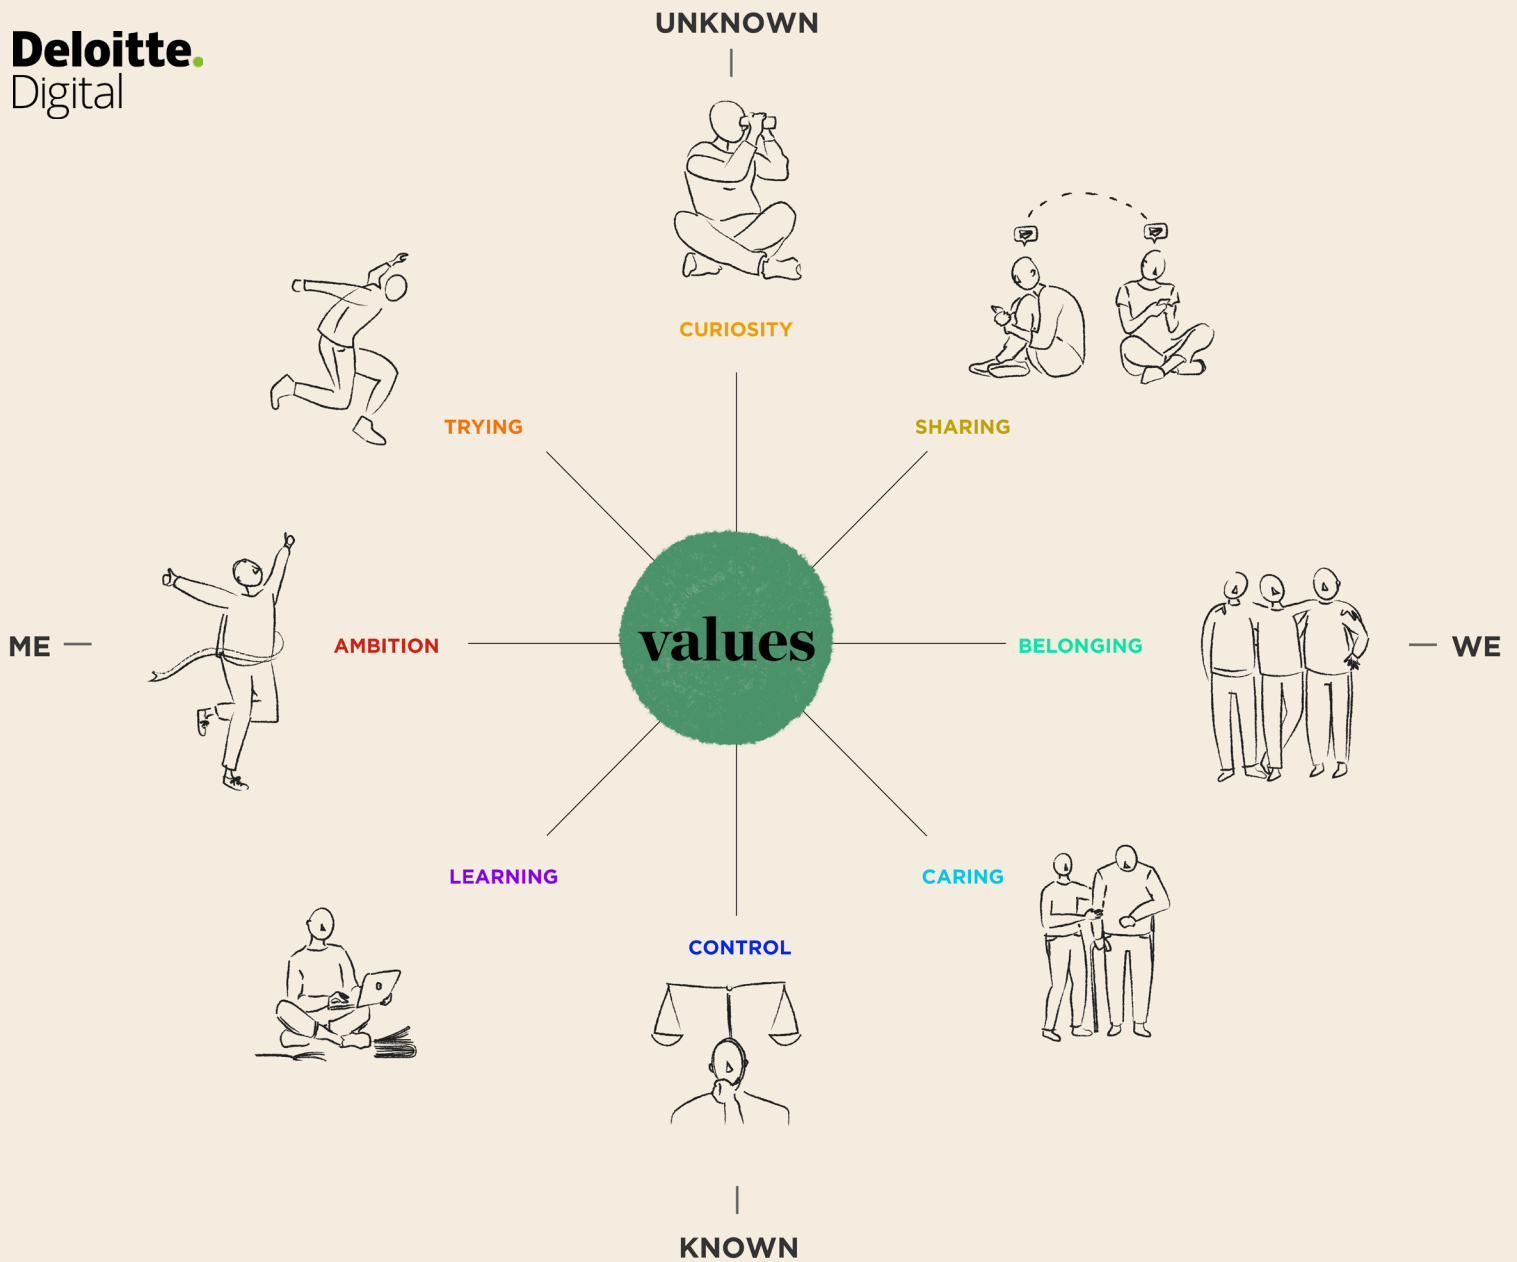 UNKNOWN
Deloitte.
Digital
CURIOSITY
TRYING
SHARING
ME
AMBITION
values
BELONGING
WE
LEARNING
CARING
CONTROL
KNOWN